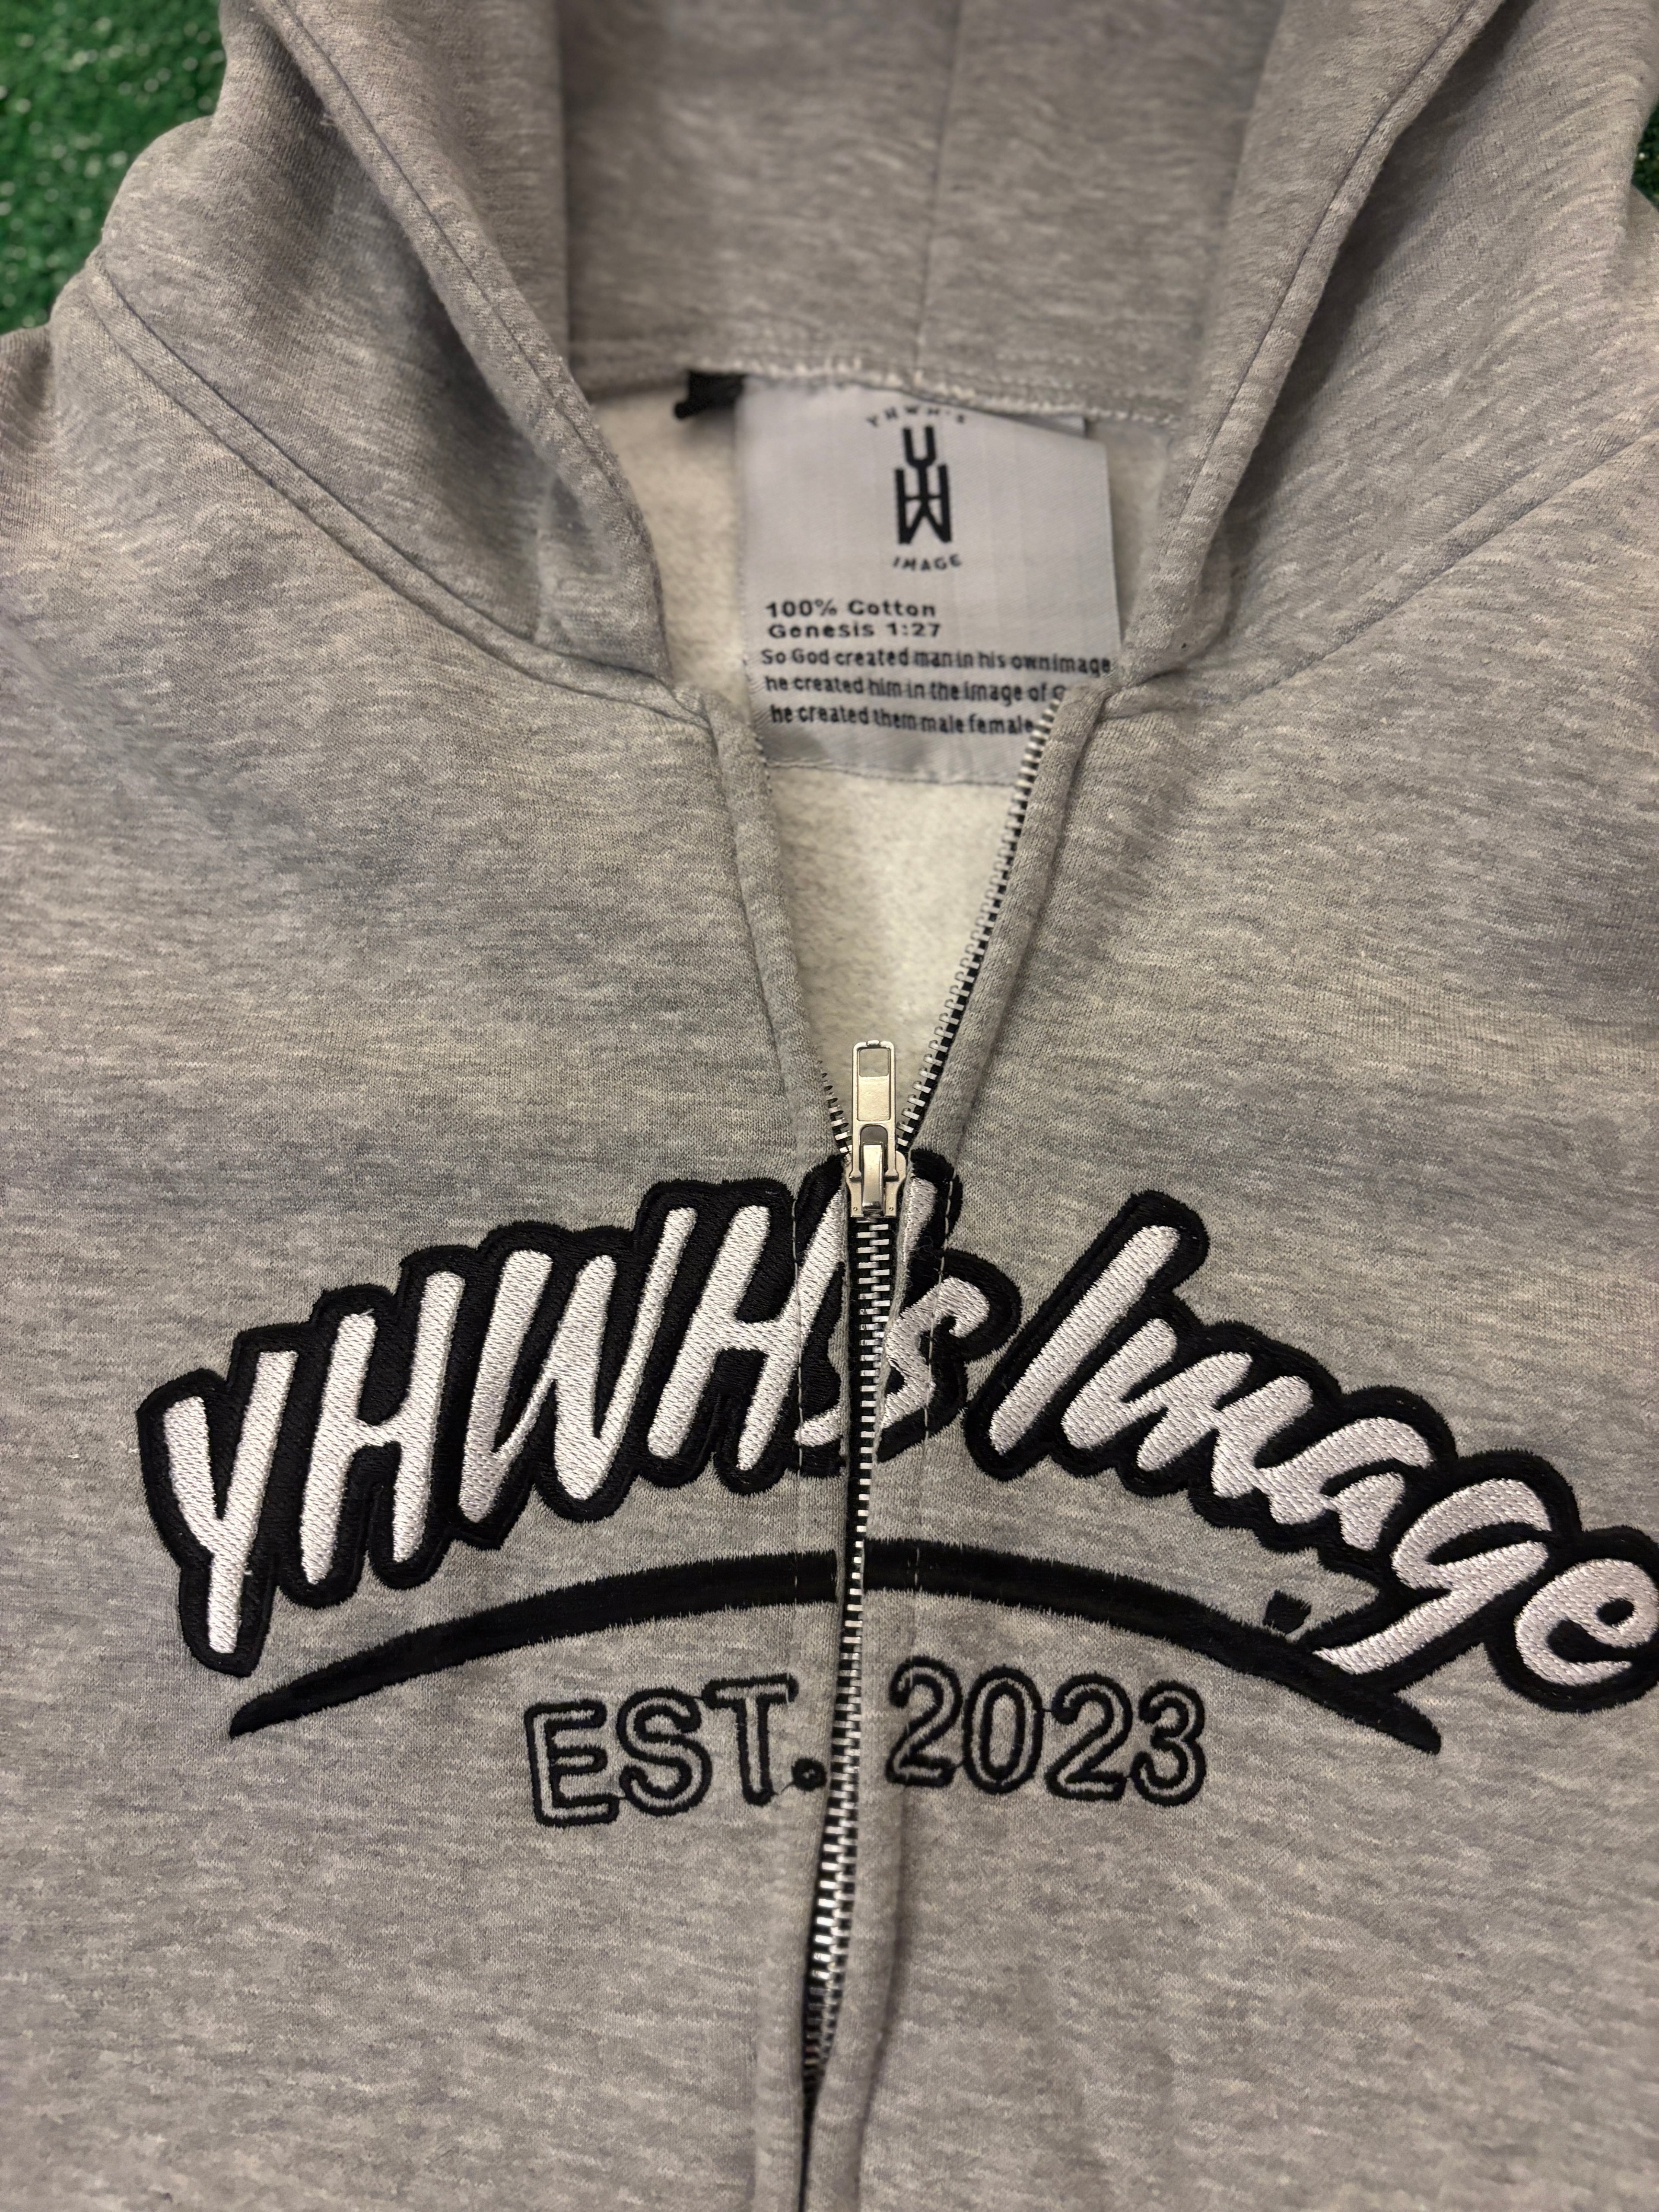 YHWH'S
YHW
IMAGE
100% Cotton
Genesis 1:27
So God created man in his own image
he created him in the image of
he created them male female
YHWH's Image
EST. 2023